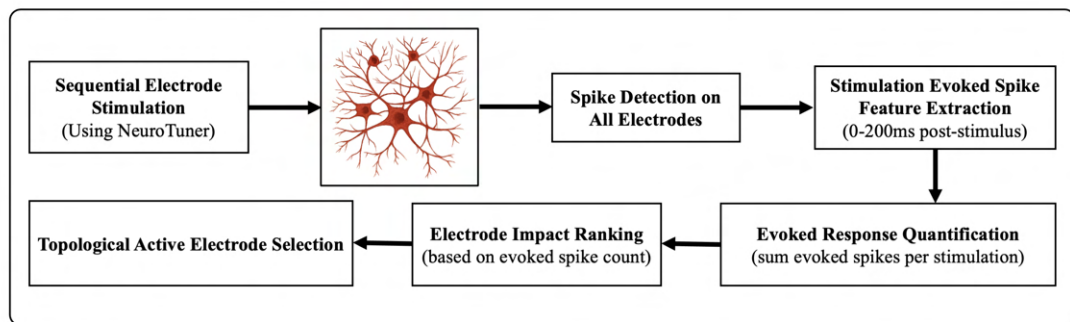 Sequential Electrode
Stimulation
(Using NeuroTuner)
Spike Detection on
All Electrodes
Stimulation Evoked Spike
Feature Extraction
(0-200ms post-stimulus)
Evoked Response Quantification
(sum evoked spikes per stimulation)
Electrode Impact Ranking
(based on evoked spike count)
Topological Active Electrode Selection